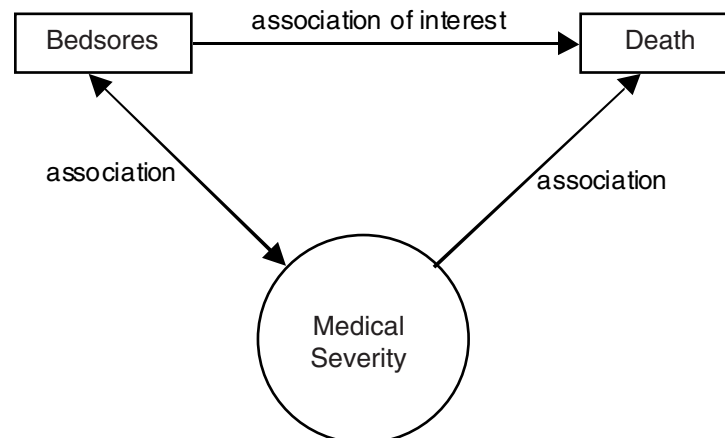 association of interest
Bedsores
Death
association
association
Medical
Severity